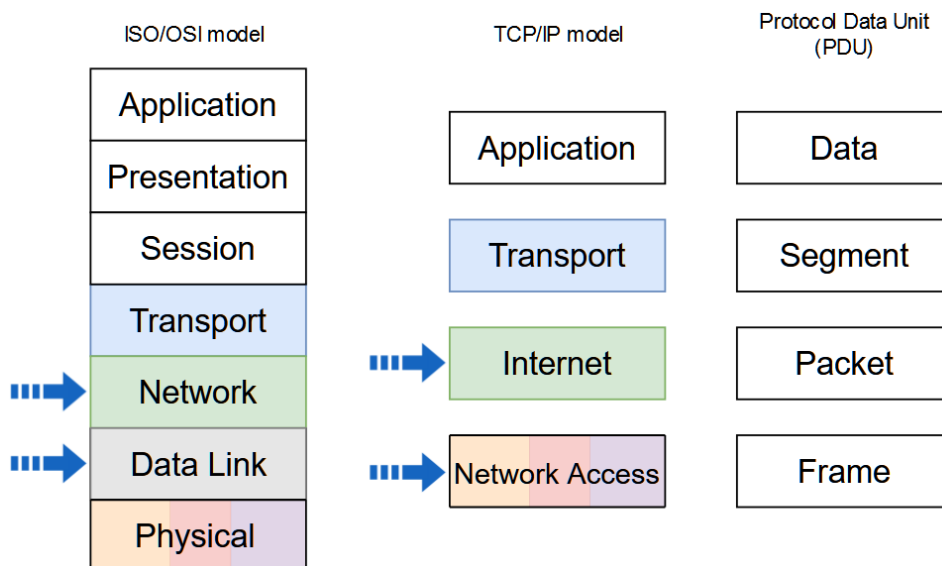 ISO/OSI model
Application
Presentation
Session
Transport
Network
Data Link
Physical
TCP/IP model
Application
Transport
Internet
Network Access
Protocol Data Unit
(PDU)
Data
Segment
Packet
Frame